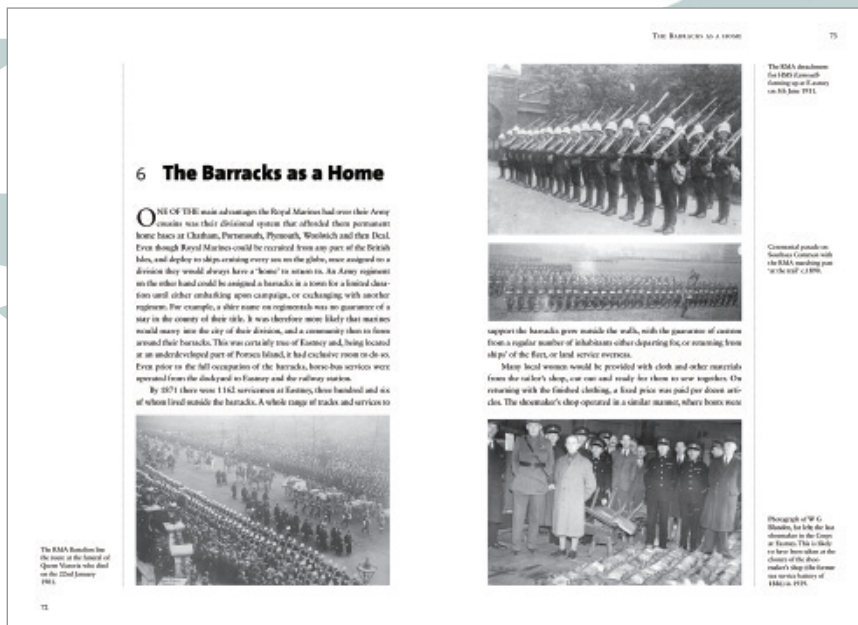 6 The Barracks as a Home
ONE OF THE main advantages the Royal Marines had over their Army
cousins was their divisional system that afforded them permanent
home bases at Chatham, Portsmouth, Plymouth, Woolwich and then Deal.
Even though Royal Marines could be recruited from any part of the British
Isles, and deploy to ships cruising every sea on the globe, once assigned to a
division they would always have a 'home' to return to. An Army regiment
on the other hand could be assigned a barracks in a town for a limited dura-
tion until either embarking upon campaign, or exchanging with another
regiment. For example, a shire name on regimentals was no guarantee of a
stay in the county of their title. It was therefore more likely that marines
would marry into the city of their division, and a community then to form
around their barracks. This was certainly true of Eastney and, being located
at an underdeveloped part of Portsea Island, it had exclusive room to do so.
Even prior to the full occupation of the barracks, horse-bus services were
operated from the dockyard to Eastney and the railway station.
By 1871 there were 1162 servicemen at Eastney, three hundred and six
of whom lived outside the barracks. A whole range of trades and services to
The RMA Battalion line
the route at the funeral of
Queen Victoria who died
on the 22nd January
1901.
72
THE BARRACKS AS A HOME
73
The RMA detachment
for HMS
forming up at Eastney
on 5th June 1911.
Ceremonial parade on
Southsea Common with
the RMA marching past
'at the trail' c.1890.
support the barracks grew outside the walls, with the guarantee of custom
from a regular number of inhabitants either departing for, or returning from
ships' of the fleet, or land service overseas.
Many local women would be provided with cloth and other materials
from the tailor's shop, cut out and ready for them to sew together. On
returning with the finished clothing, a fixed price was paid per dozen arti-
cles. The shoemaker's shop operated in a similar manner, where boots were
Photograph of W G
far left, the last
shoemaker in the Corps
at Eastney. This is likely
to have been taken at the
closure of the shoe-
maker's shop (the former
sea service battery of
in 1939.